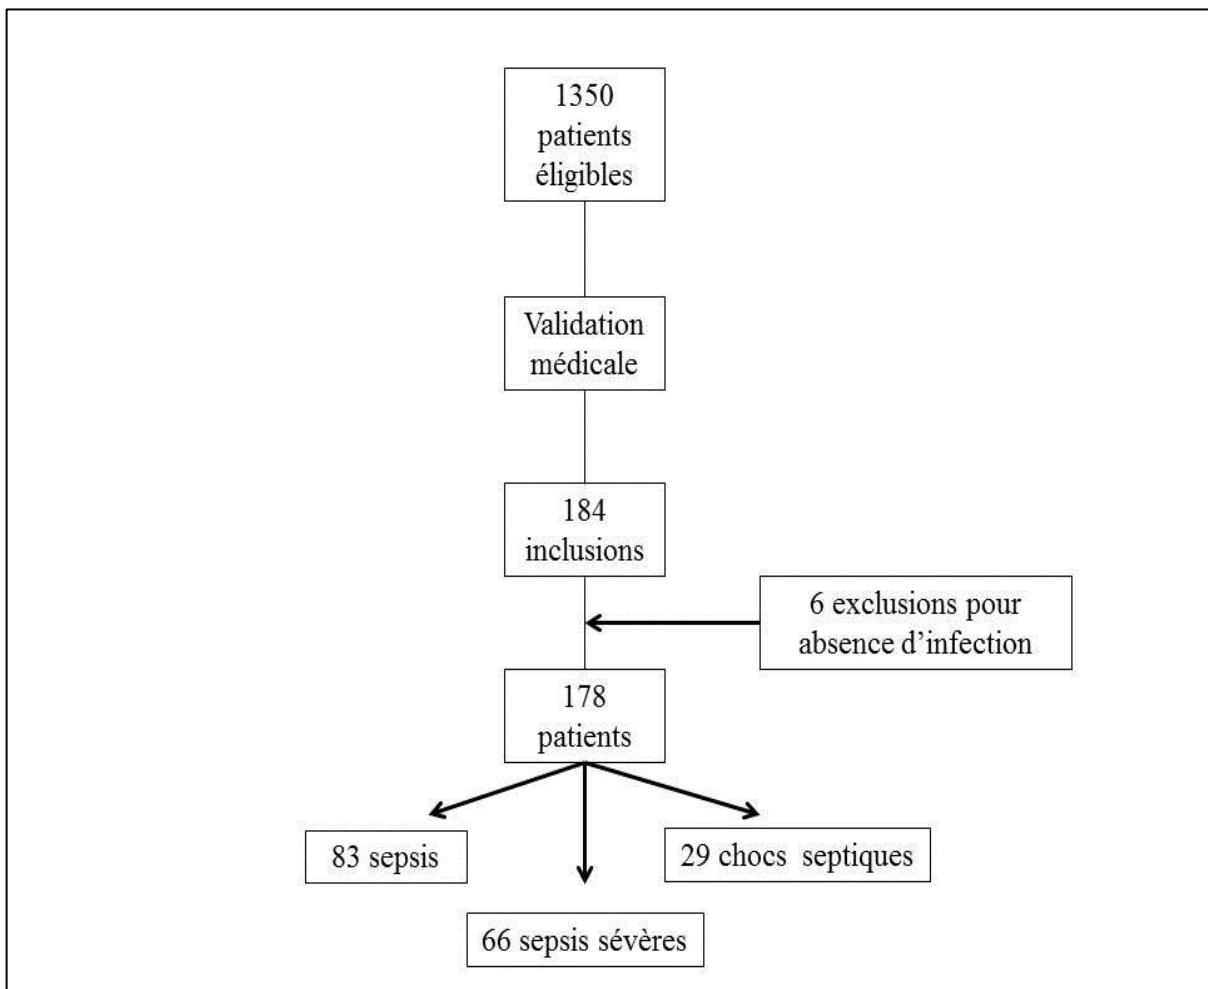 1350
patients
éligibles
Validation
médicale
184
inclusions
6 exclusions pour
absence d’infection
178
patients
83 sepsis
29 chocs septiques
66 sepsis sévères